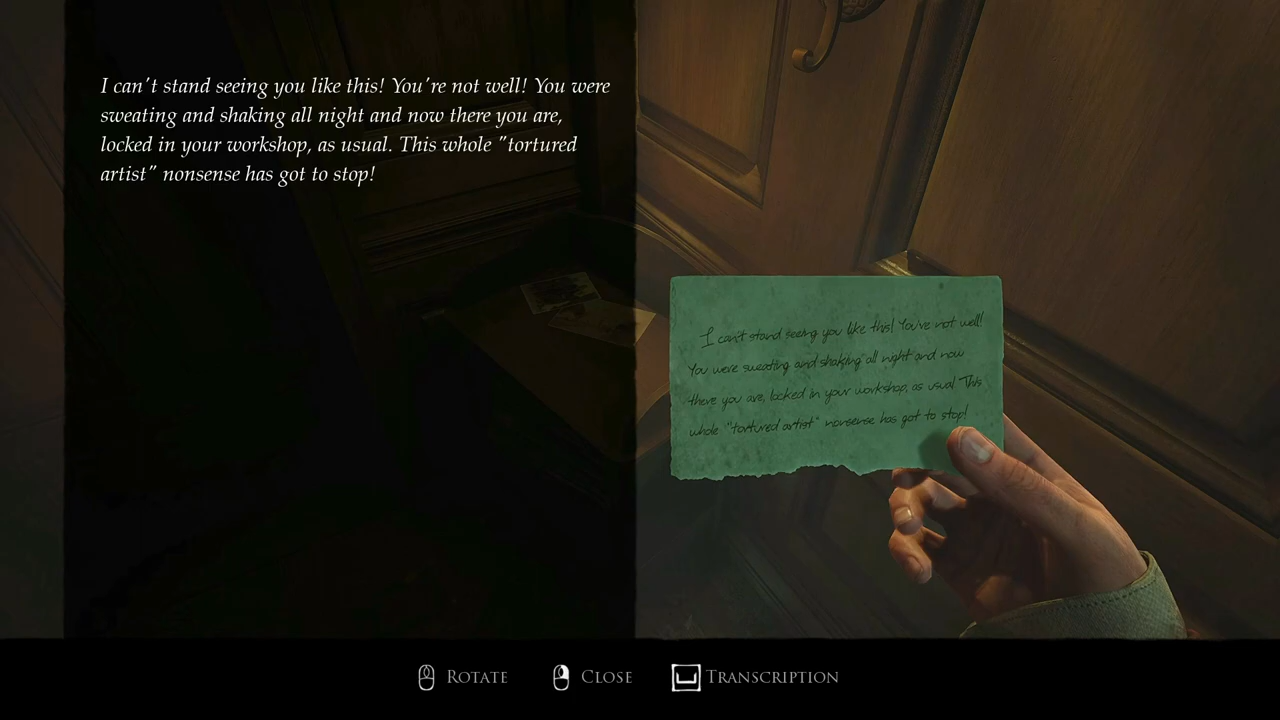 I can't stand seeing you like this! You're not well! You were
sweating and shaking all night and now there you are,
locked in your workshop, as usual. This whole "tortured
artist" nonsense has got to stop!
I can't stand seeing you like this! You're not well!
You were sweating and shaking all night and now
there you are, locked in your workshop, as usual. This
whole "tortured artist" nonsense has got to stop!
ROTATE
CLOSE
TRANSCRIPTION